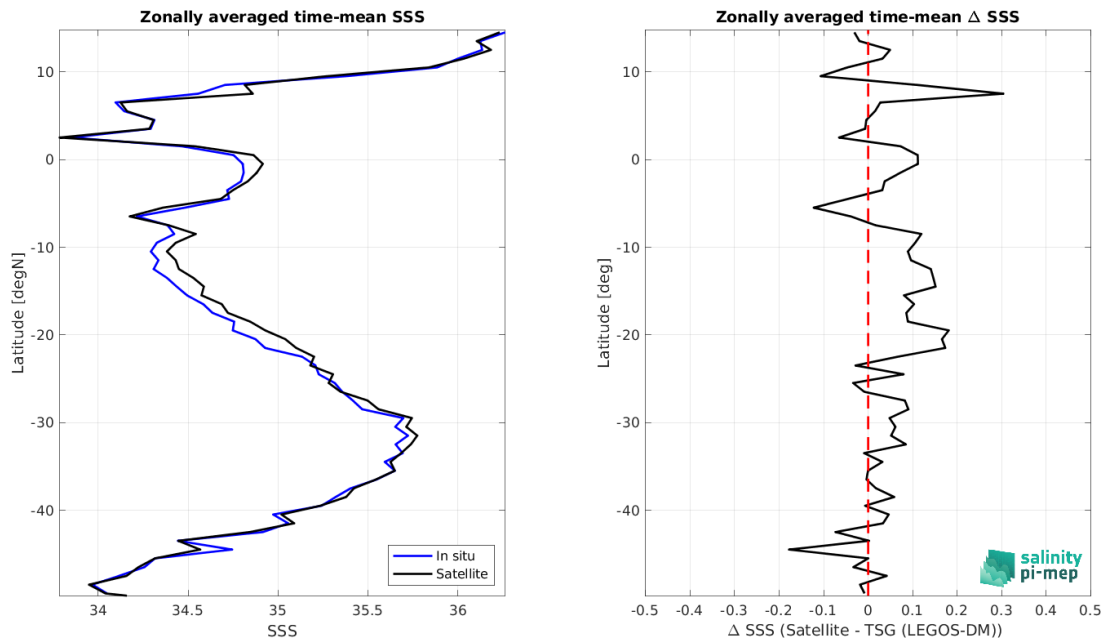 Zonally averaged time-mean SSS
10
0
-10
-20
-30
-40
Latitude [degN]
34
34.5
35
35.5
36
SSS
In situ
Satellite
Zonally averaged time-mean Δ SSS
10
0
-10
-20
-30
-40
Latitude [deg]
-0.5
-0.4
-0.3
-0.2
-0.1
0
0.1
0.2
0.3
0.4
0.5
Δ SSS (Satellite - TSG (LEGOS-DM))
salinity
pi-mep